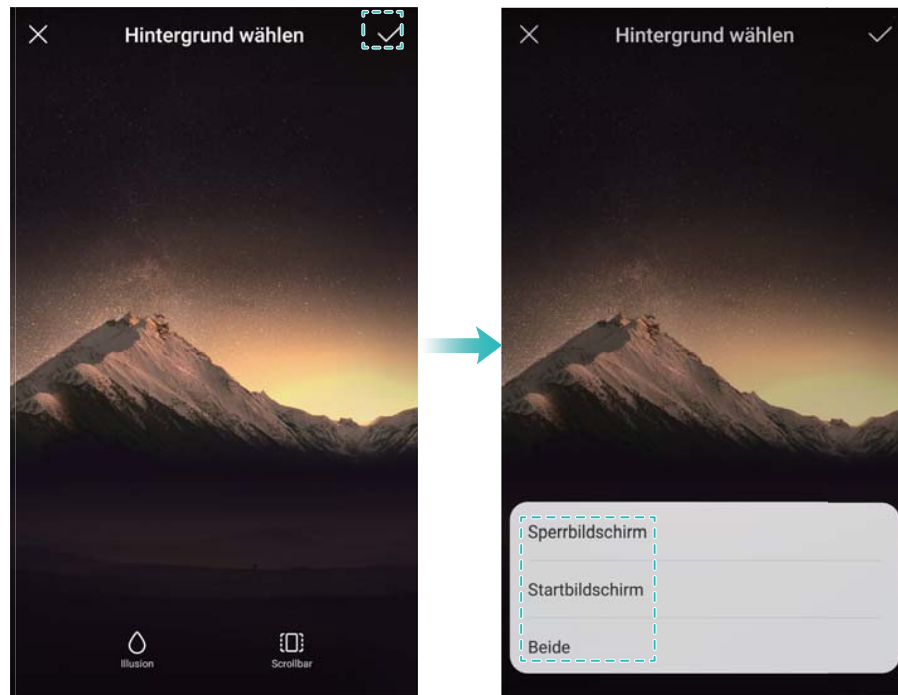 Hintergrund wählen
Illusion
Scrollbar
Hintergrund wählen
Sperrbildschirm
Startbildschirm
Beide